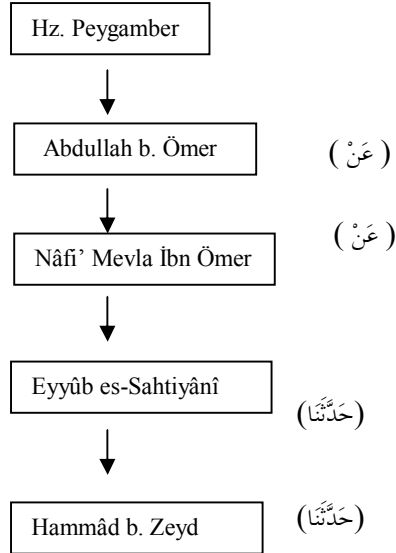 Hz. Peygamber
Abdullah b. Ömer
( عَنْ )
Nâfi’ Mevla İbn Ömer
( عَنْ )
Eyyûb es-Sahtiyânî
(حَدَّثَنَا)
Hammâd b. Zeyd
(حَدَّثَنَا)